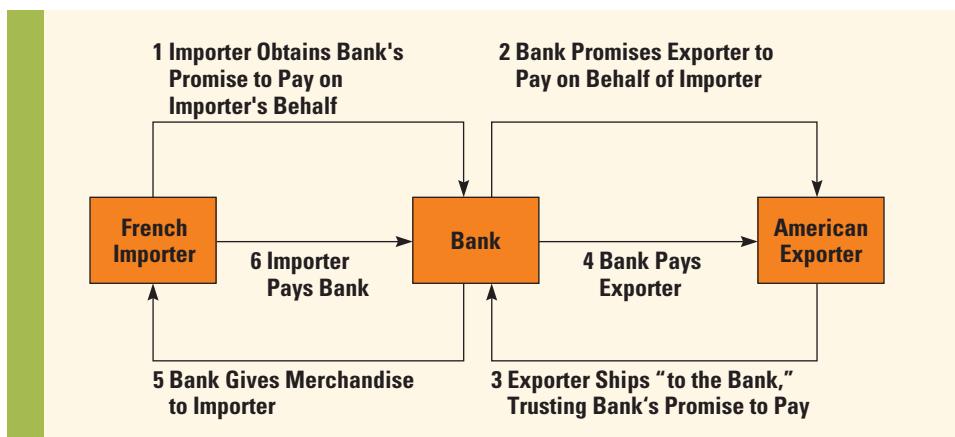 1 Importer Obtains Bank's
Promise to Pay on
Importer's Behalf
2 Bank Promises Exporter to
Pay on Behalf of Importer
French
Importer
Bank
American
Exporter
6 Importer
Pays Bank
4 Bank Pays
Exporter
5 Bank Gives Merchandise
to Importer
3 Exporter Ships “to the Bank,”
Trusting Bank‘s Promise to Pay